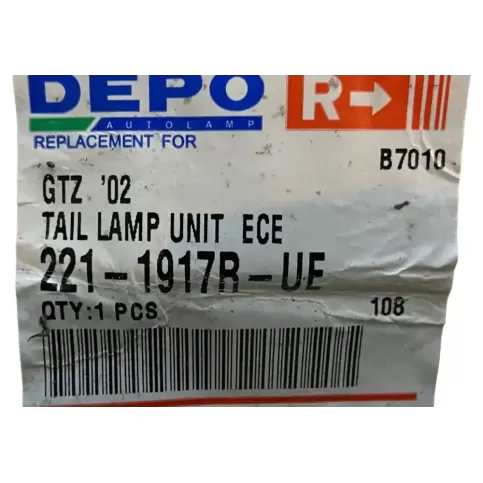 DEPO
AUTOLAMP
R→
REPLACEMENT FOR
B7010
GTZ '02
TAIL LAMP UNIT ECE
221-1917R-UE
QTY:1 PCS
108